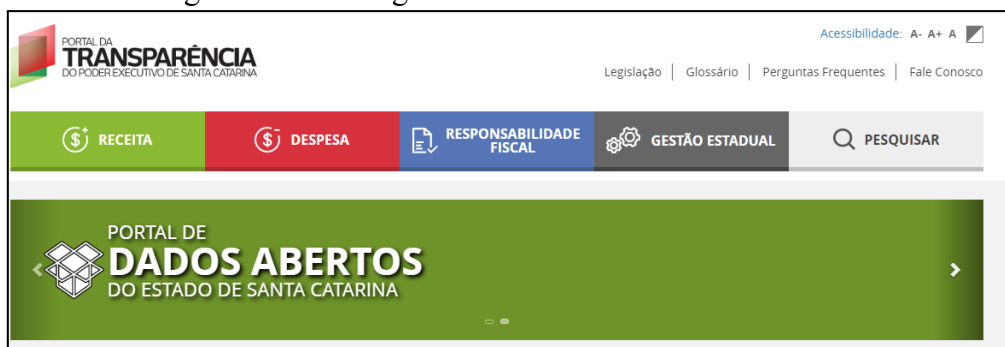 PORTAL DA
TRANSPARÊNCIA
DO PODER EXECUTIVO DE SANTA CATARINA
Acessibilidade: A- A+ A
Legislação | Glossário | Perguntas Frequentes | Fale Conosco
RECEITA
DESPESA
RESPONSABILIDADE
FISCAL
GESTÃO ESTADUAL
PESQUISAR
PORTAL DE
DADOS ABERTOS
DO ESTADO DE SANTA CATARINA